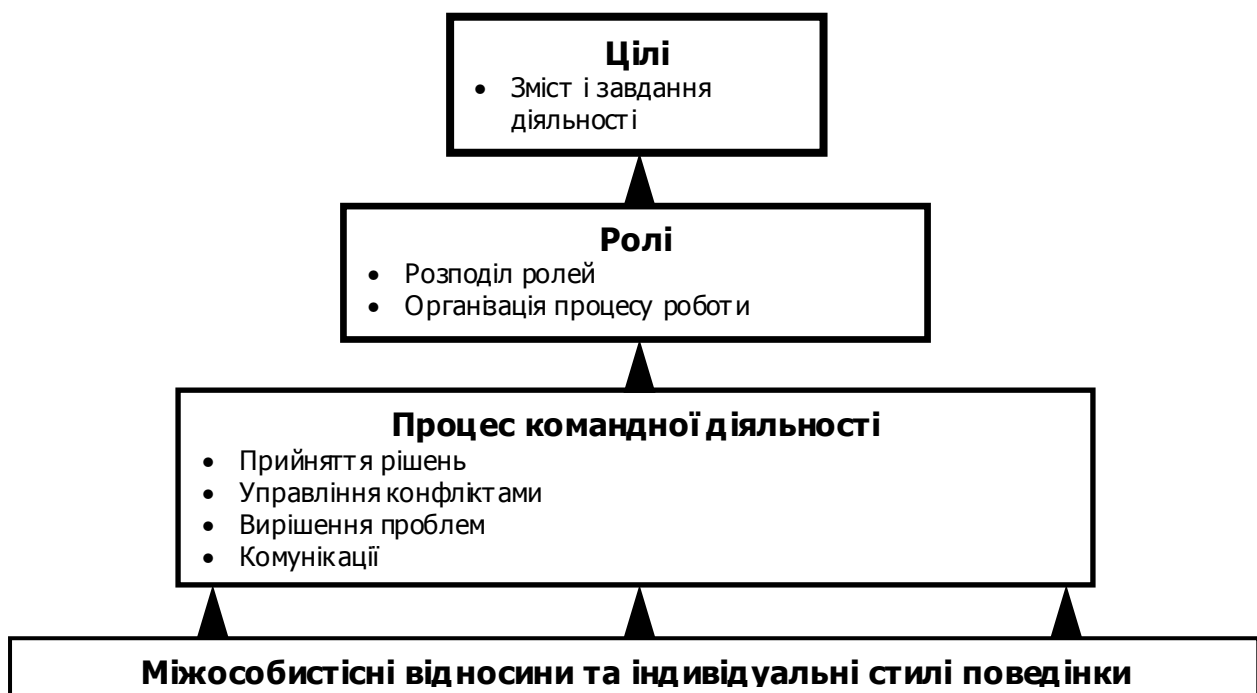 Цілі
• Зміст і завдання
діяльності
Ролі
• Розподіл ролей
• Організація процесу роботи
Процес командної діяльності
• Прийняття рішень
• Управління конфліктами
• Вирішення проблем
• Комунікації
Міжособистісні відносини та індивідуальні стилі поведінки